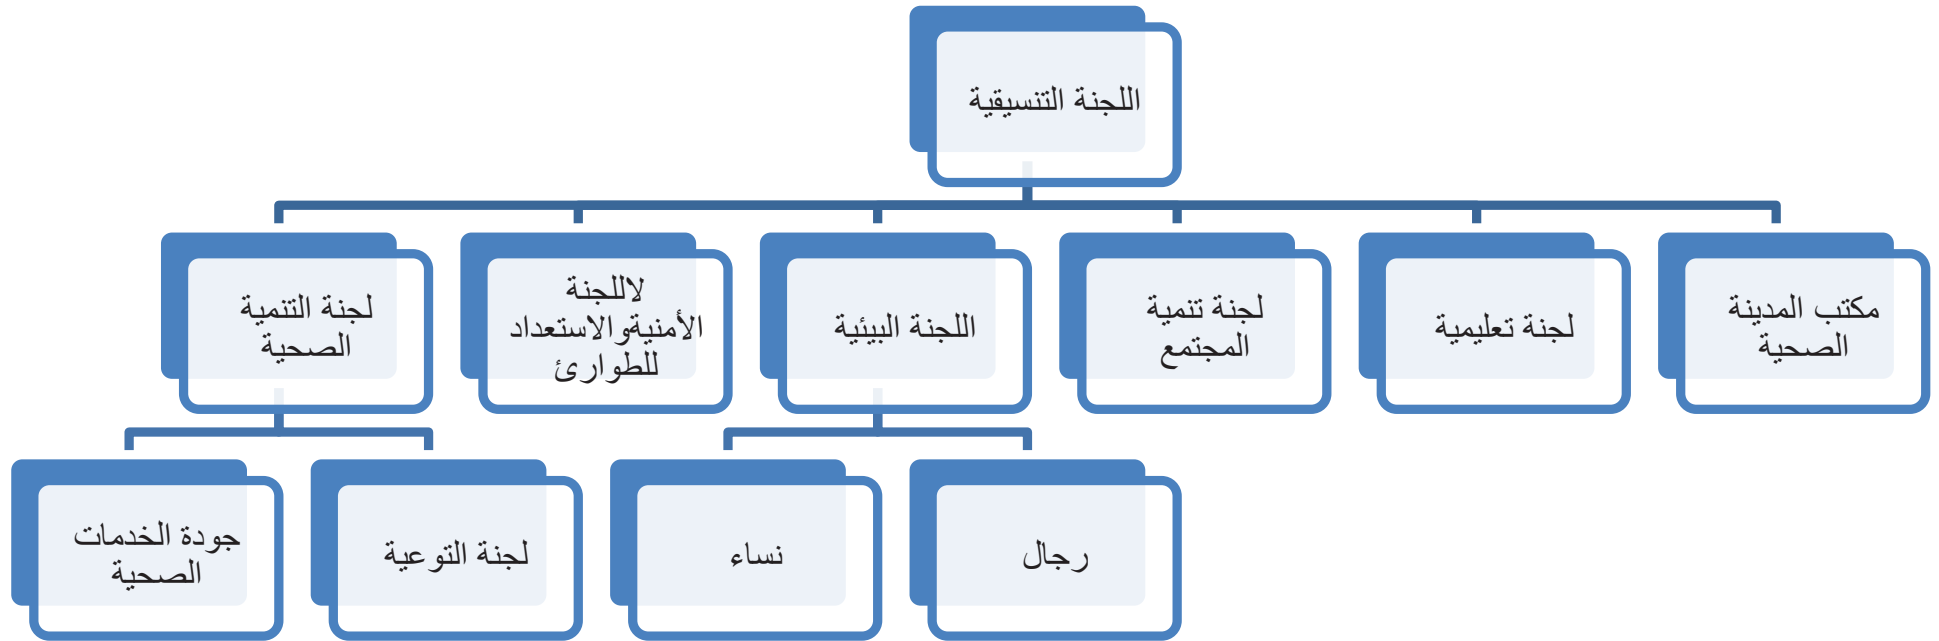 اللجنة التنسيقية
مكتب المدينة
الصحية
لجنة تعليمية
لجنة تنمية
المجتمع
اللجنة البيئية
لاللجنة
الأمنيةوالاستعداد
للطوارئ
لجنة التنمية
الصحية
رجال
نساء
لجنة التوعية
جودة الخدمات
الصحية